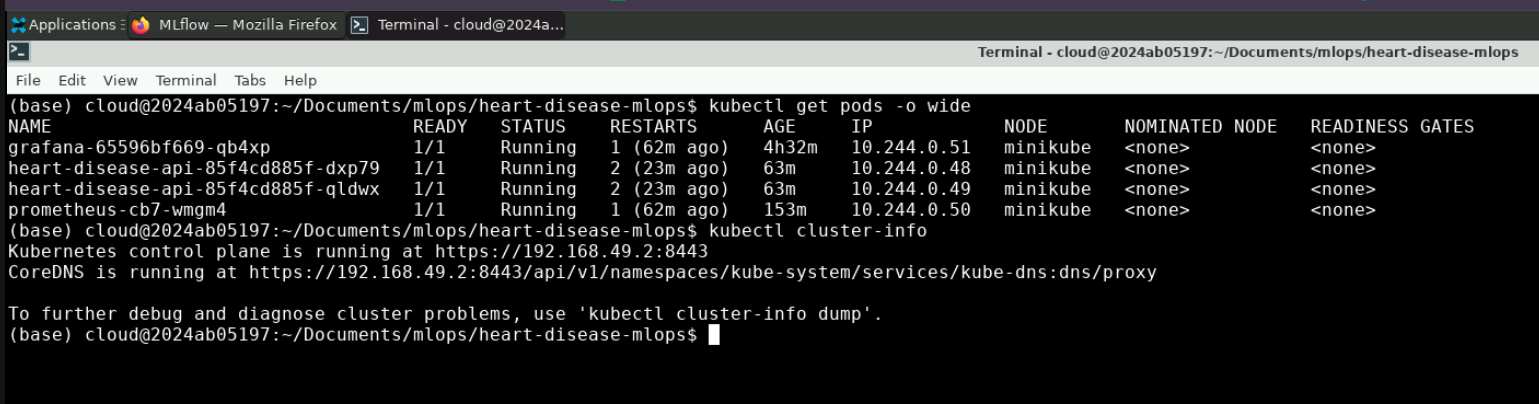 Applications MLflow — Mozilla Firefox Terminal - cloud@2024a...
Terminal - cloud@2024ab05197:~/Documents/mlops/heart-disease-mlops
File Edit View Terminal Tabs Help
(base) cloud@2024ab05197:~/Documents/mlops/heart-disease-mlops$ kubectl get pods -o wide
NAME READY STATUS RESTARTS AGE IP NODE NOMINATED NODE READINESS GATES
grafana-65596bf669-qb4xp 1/1 Running 1 (62m ago) 4h32m 10.244.0.51 minikube <none> <none>
heart-disease-api-85f4cd885f-dxp79 1/1 Running 2 (23m ago) 63m 10.244.0.48 minikube <none> <none>
heart-disease-api-85f4cd885f-qldwx 1/1 Running 2 (23m ago) 63m 10.244.0.49 minikube <none> <none>
prometheus-cb7-wmgm4 1/1 Running 1 (62m ago) 153m 10.244.0.50 minikube <none> <none>
(base) cloud@2024ab05197:~/Documents/mlops/heart-disease-mlops$ kubectl cluster-info
Kubernetes control plane is running at https://192.168.49.2:8443
CoreDNS is running at https://192.168.49.2:8443/api/v1/namespaces/kube-system/services/kube-dns:dns/proxy
To further debug and diagnose cluster problems, use 'kubectl cluster-info dump'.
(base) cloud@2024ab05197:~/Documents/mlops/heart-disease-mlops$